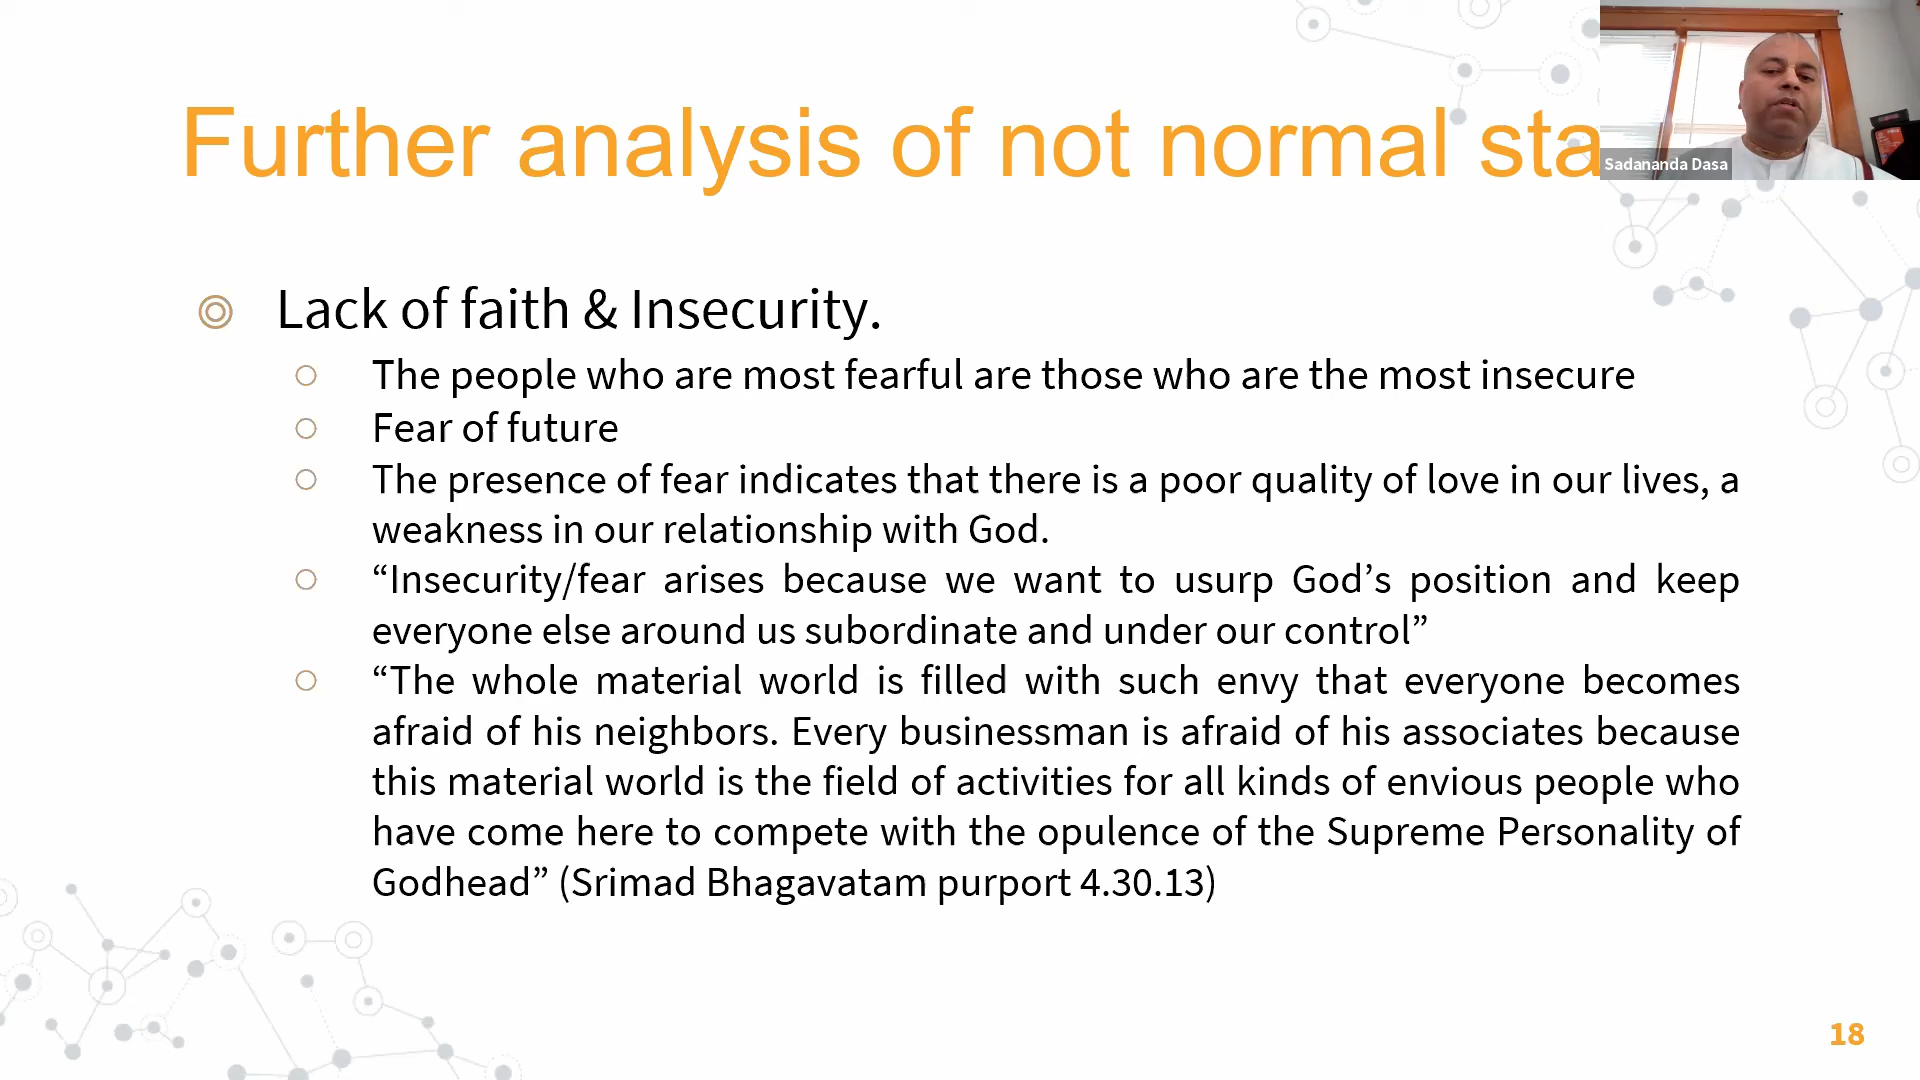 Further analysis of not normal sta
Sadananda Dasa
Lack of faith & Insecurity.
The people who are most fearful are those who are the most insecure
Fear of future
The presence of fear indicates that there is a poor quality of love in our lives, a
weakness in our relationship with God.
“Insecurity/fear arises because we want to usurp God’s position and keep
everyone else around us subordinate and under our control”
“The whole material world is filled with such envy that everyone becomes
afraid of his neighbors. Every businessman is afraid of his associates because
this material world is the field of activities for all kinds of envious people who
have come here to compete with the opulence of the Supreme Personality of
Godhead” (Srimad Bhagavatam purport 4.30.13)
18